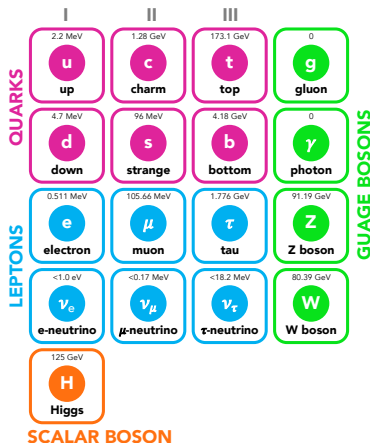 I II III
2.2 MeV 1.28 GeV 173.1 GeV 0
u c t g
up charm top gluon
QUARKS
4.7 MeV 96 MeV 4.18 GeV 0
d s b γ
down strange bottom photon
GUAGE BOSONS
0.511 MeV 105.66 MeV 1.776 GeV 91.19 GeV
e μ τ Z
electron muon tau Z boson
LEPTONS
<1.0 eV <0.17 MeV <18.2 MeV 80.39 GeV
νe νμ ντ W
e-neutrino μ-neutrino τ-neutrino W boson
125 GeV
H
Higgs
SCALAR BOSON